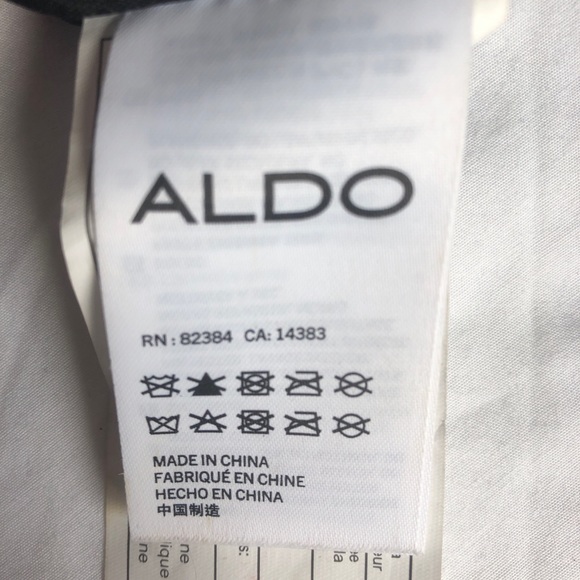 ALDO
RN : 82384 CA: 14383
MADE IN CHINA
FABRIQUÉ EN CHINE
HECHO EN CHINA
中国制造